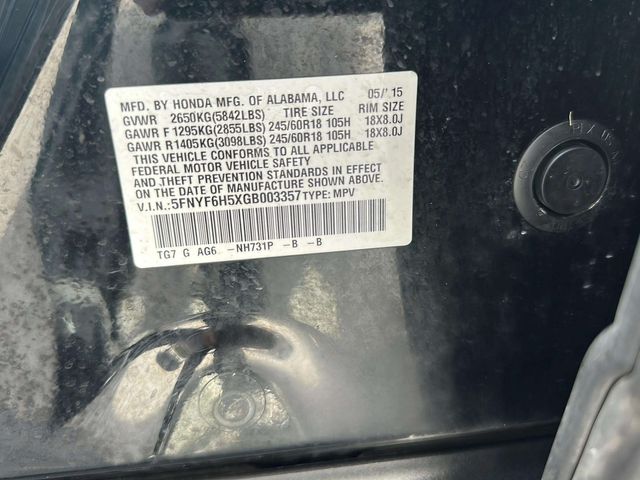 MFD. BY HONDA MFG. OF ALABAMA, LLC 05/'15
GVWR 2650KG(5842LBS) TIRE SIZE RIM SIZE
GAWR F 1295KG(2855LBS) 245/60R18 105H 18X8.0J
GAWR R1405KG(3098LBS) 245/60R18 105H 18X8.0J
THIS VEHICLE CONFORMS TO ALL APPLICABLE
FEDERAL MOTOR VEHICLE SAFETY
AND THEFT PREVENTION STANDARDS IN EFFECT
ON THE DATE OF MANUFACTURE SHOWN ABOVE.
V.I.N.:5FNYF6H5XGB003357TYPE: MPV
TG7 G AG6 -NH731P -B -B